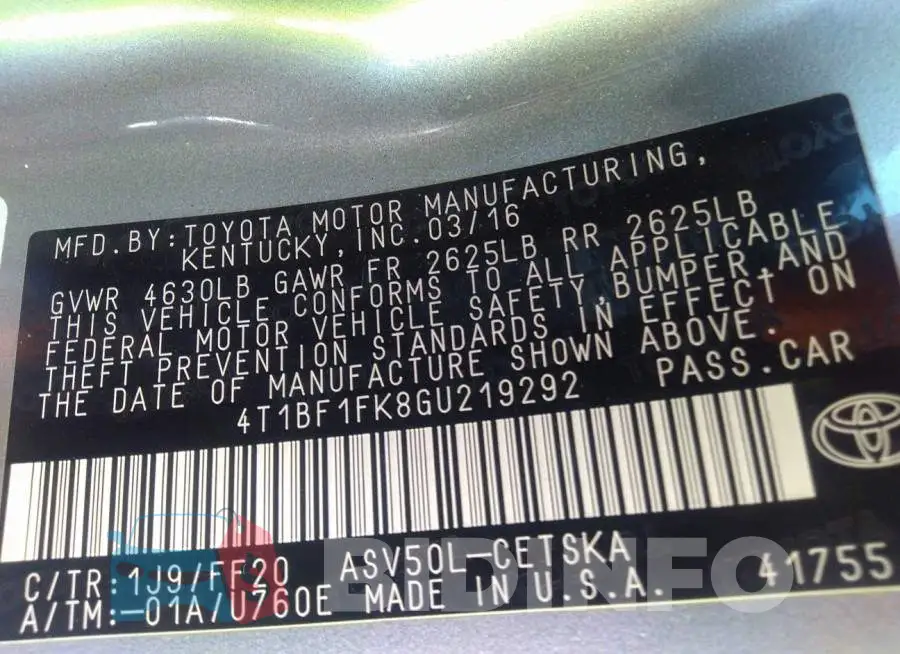 MFD.BY:TOYOTA MOTOR MANUFACTURING,
KENTUCKY,INC.03/16
GVWR 4630LB GAWR FR 2625LB RR 2625LB
THIS VEHICLE CONFORMS TO ALL APPLICABLE
FEDERAL MOTOR VEHICLE SAFETY,BUMPER,AND
THEFT PREVENTION STANDARDS IN EFFECT ON
THE DATE OF MANUFACTURE SHOWN ABOVE.
4T1BF1FK8GU219292 PASS.CAR
C/TR:1J9/FF20 ASV50L-CETSKA 41755
A/TM:-01A/U760E MADE IN U.S.A.
BIDINFO
TOYOTA